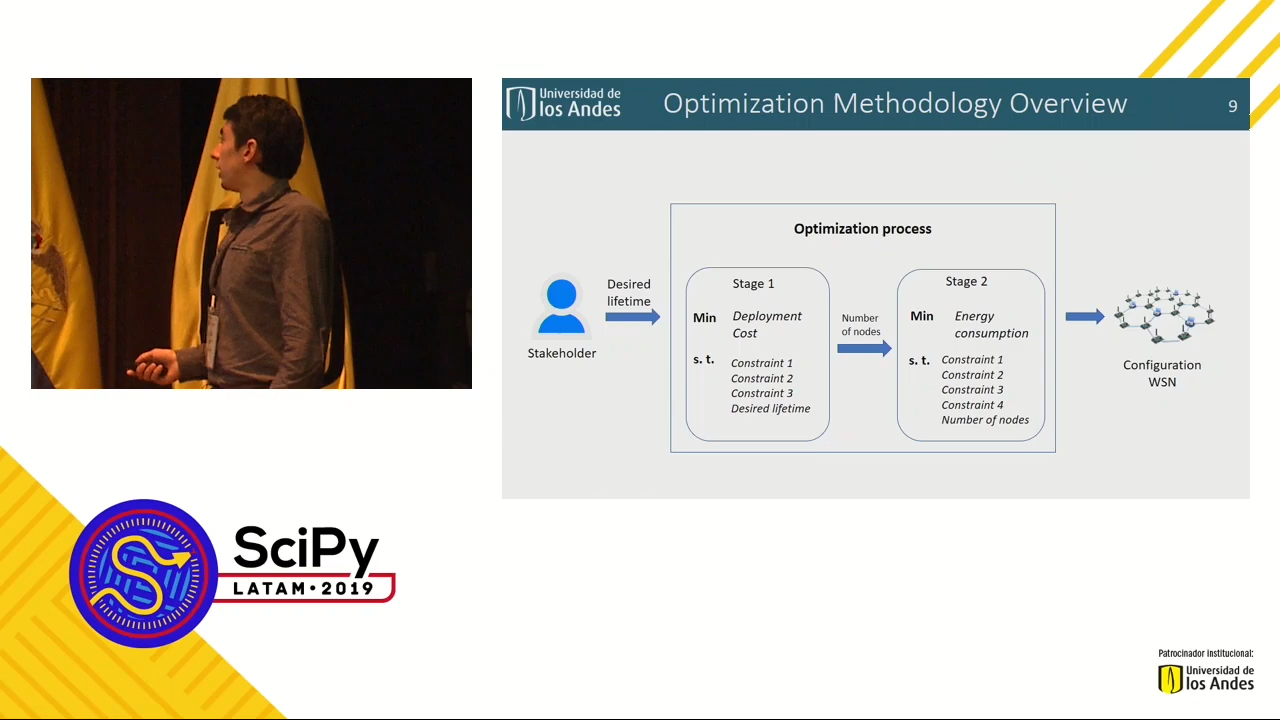 Universidad de
los Andes
Optimization Methodology Overview
9
Optimization process
Stakeholder
Desired
lifetime
Stage 1
Min
Deployment
Cost
s. t.
Constraint 1
Constraint 2
Constraint 3
Desired lifetime
Number
of nodes
Stage 2
Min
Energy
consumption
s. t.
Constraint 1
Constraint 2
Constraint 3
Constraint 4
Number of nodes
Configuration
WSN
SciPy
LATAM • 2019
Patrocinador institucional:
Universidad de
los Andes